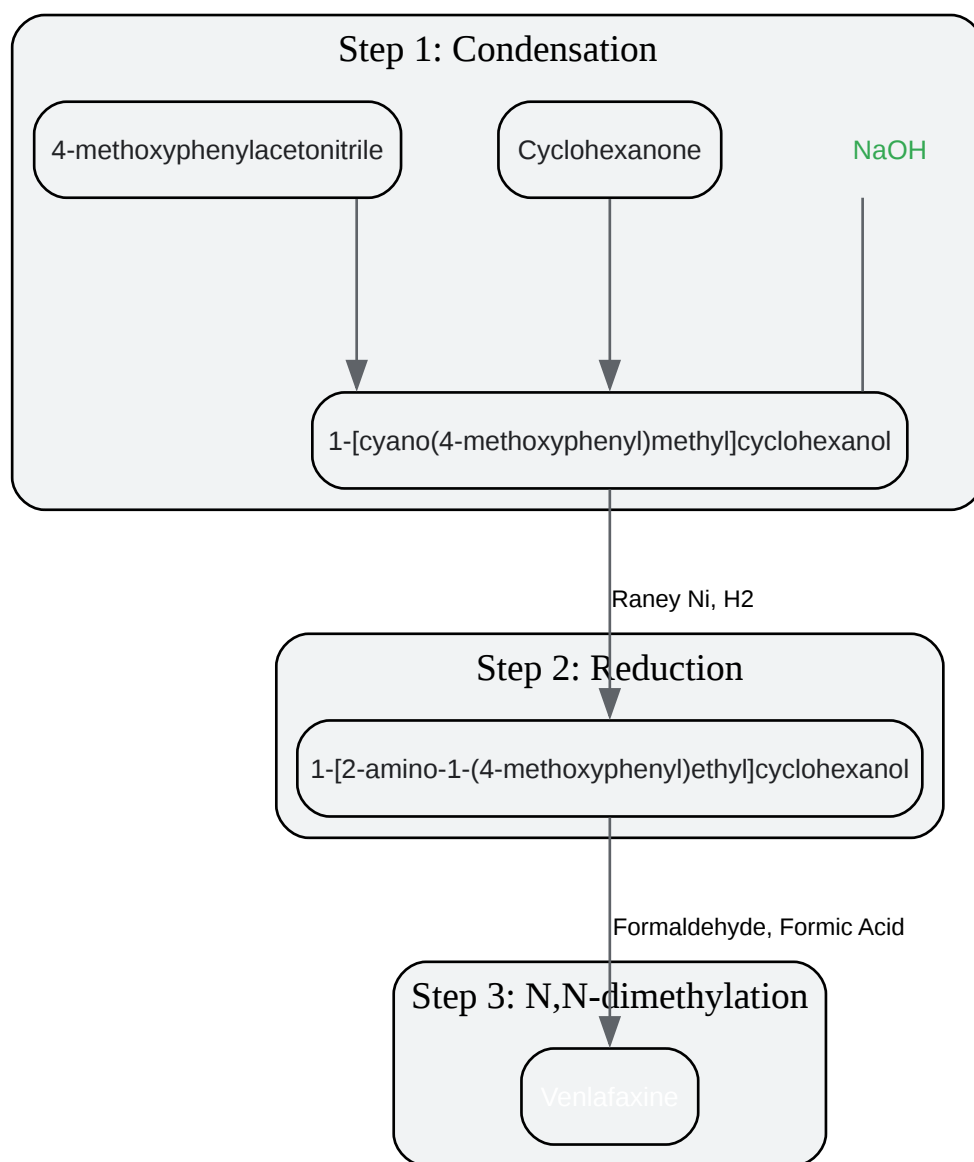 Step 1: Condensation
4-methoxyphenylacetonitrile
Cyclohexanone
NaOH
1-[cyano(4-methoxyphenyl)methyl]cyclohexanol
Raney Ni, H2
Step 2: Reduction
1-[2-amino-1-(4-methoxyphenyl)ethyl]cyclohexanol
Formaldehyde, Formic Acid
Step 3: N,N-dimethylation
Venlafaxine